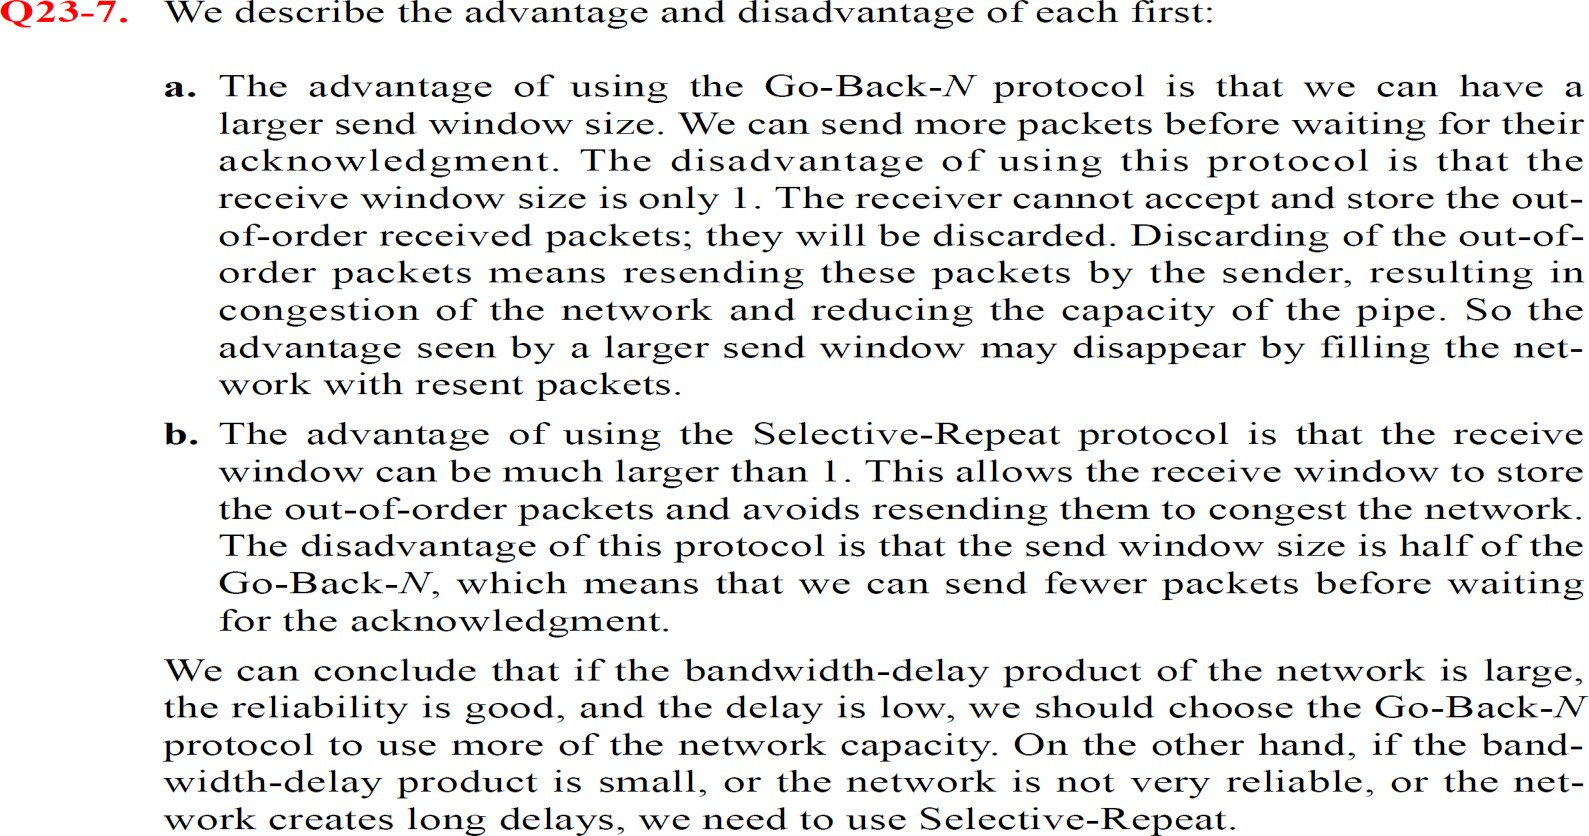 Q23-7. We describe the advantage and disadvantage of each first:
a. The advantage of using the Go-Back-N protocol is that we can have a
larger send window size. We can send more packets before waiting for their
acknowledgment. The disadvantage of using this protocol is that the
receive window size is only 1. The receiver cannot accept and store the out-
of-order received packets; they will be discarded. Discarding of the out-of-
order packets means resending these packets by the sender, resulting in
congestion of the network and reducing the capacity of the pipe. So the
advantage seen by a larger send window may disappear by filling the net-
work with resent packets.
b. The advantage of using the Selective-Repeat protocol is that the receive
window can be much larger than 1. This allows the receive window to store
the out-of-order packets and avoids resending them to congest the network.
The disadvantage of this protocol is that the send window size is half of the
Go-Back-N, which means that we can send fewer packets before waiting
for the acknowledgment.
We can conclude that if the bandwidth-delay product of the network is large,
the reliability is good, and the delay is low, we should choose the Go-Back-N
protocol to use more of the network capacity. On the other hand, if the band-
width-delay product is small, or the network is not very reliable, or the net-
work creates long delays, we need to use Selective-Repeat.